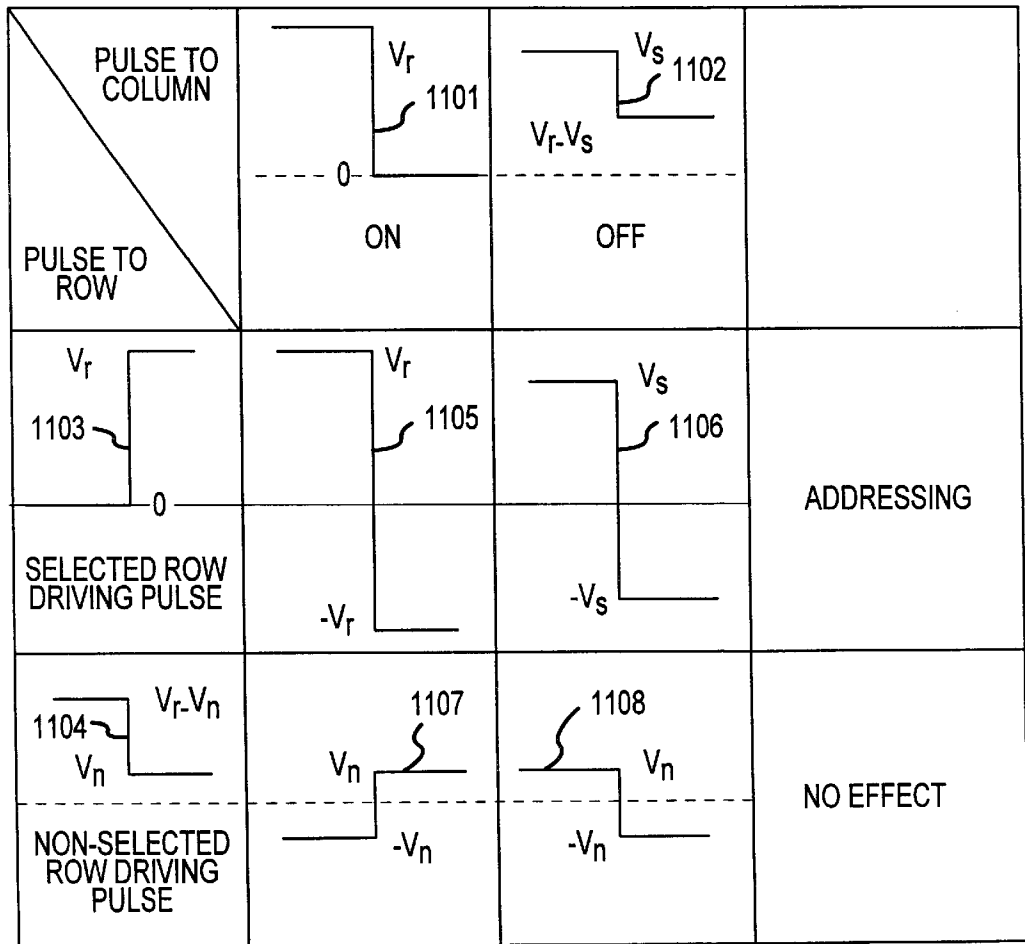 PULSE TO
COLUMN
PULSE TO
ROW
Vr
1101
0
ON
Vs
1102
Vr-Vs
OFF
Vr
1103
0
SELECTED ROW
DRIVING PULSE
Vr
1105
-Vr
Vs
1106
-Vs
ADDRESSING
Vr-Vn
1104
Vn
NON-SELECTED
ROW DRIVING
PULSE
1107
Vn
-Vn
1108
Vn
-Vn
NO EFFECT